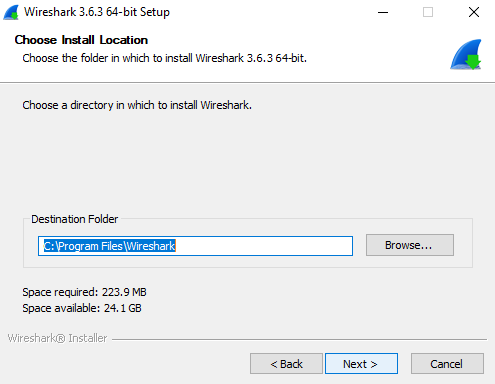 Wireshark 3.6.3 64-bit Setup
Choose Install Location
Choose the folder in which to install Wireshark 3.6.3 64-bit.
Choose a directory in which to install Wireshark.
Destination Folder
C:\Program Files\Wireshark
Browse...
Space required: 223.9 MB
Space available: 24.1 GB
Wireshark® Installer
< Back
Next >
Cancel